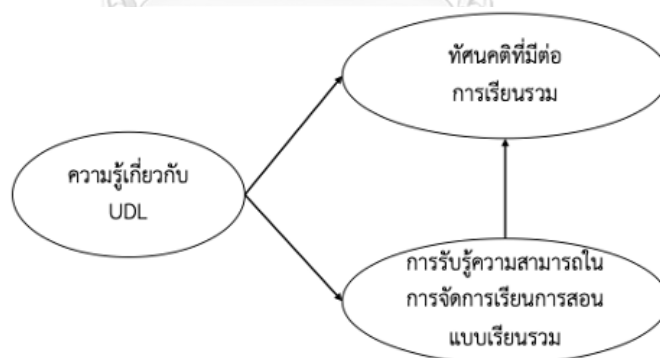 ทัศนคติที่มีต่อ
การเรียนรวม
ความรู้เกี่ยวกับ
UDL
การรับรู้ความสามารถใน
การจัดการเรียนการสอน
แบบเรียนรวม